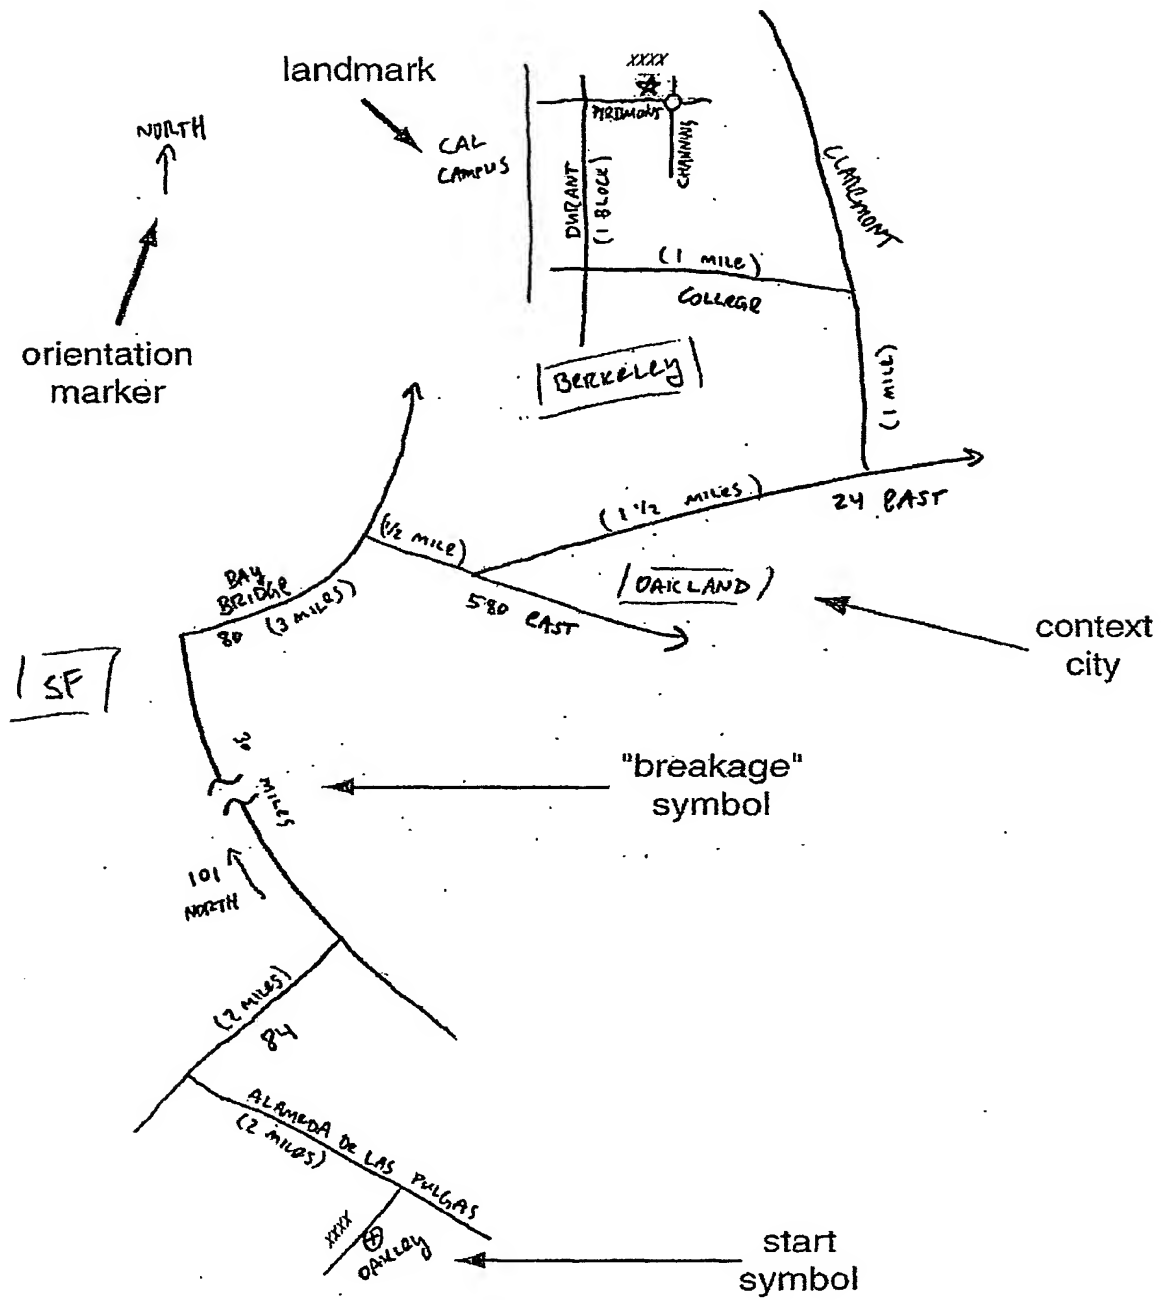 landmark
XXXX
NORTH
CAL
CAMPUS
PIEDMONT
CHANNING
DURANT
(1 BLOCK)
CLAREMONT
(1 MILE)
COLLEGE
orientation
marker
BERKELEY
(1 MILE)
(1 1/2 MILES)
24 EAST
(1/2 MILE)
BAY
BRIDGE
80 (3 MILES)
580 EAST
OAKLAND
context
city
SF
30
MILES
"breakage"
symbol
101
NORTH
(2 MILES)
84
ALAMEDA DE LAS PULGAS
(2 MILES)
XXXX
OAKLEY
start
symbol